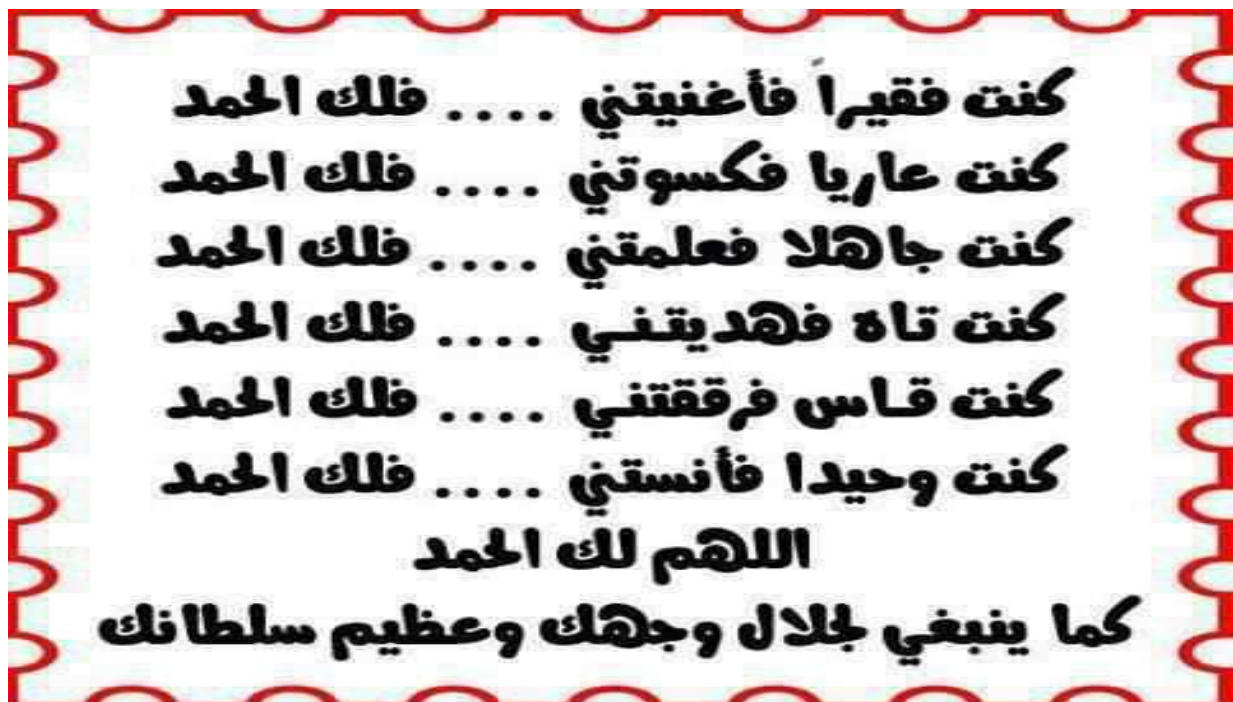 كنت فقيراً فأغنيتني .... فلك الحمد
كنت عاريا فكسوتني .... فلك الحمد
كنت جاهلا فعلمتني .... فلك الحمد
كنت تاة فهديتني .... فلك الحمد
كنت قاس فرققتني .... فلك الحمد
كنت وحيدا فأنستني .... فلك الحمد
اللهم لك الحمد
كما ينبغي لجلال وجهك وعظيم سلطانك